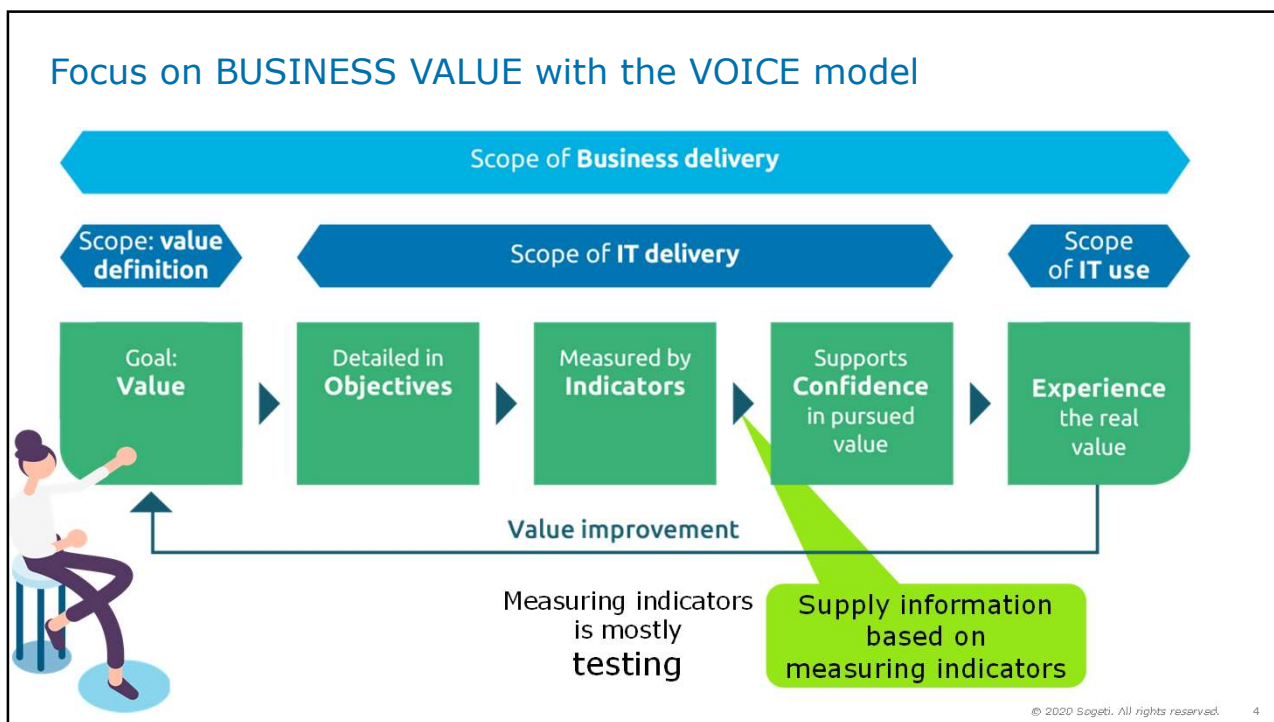 Focus on BUSINESS VALUE with the VOICE model
Scope of Business delivery
Scope: value
definition
Scope of IT delivery
Scope
of IT use
Goal:
Value
Detailed in
Objectives
Measured by
Indicators
Supports
Confidence
in pursued
value
Experience
the real
value
Value improvement
Measuring indicators
is mostly
testing
Supply information
based on
measuring indicators
© 2020 Sogeti. All rights reserved. 4